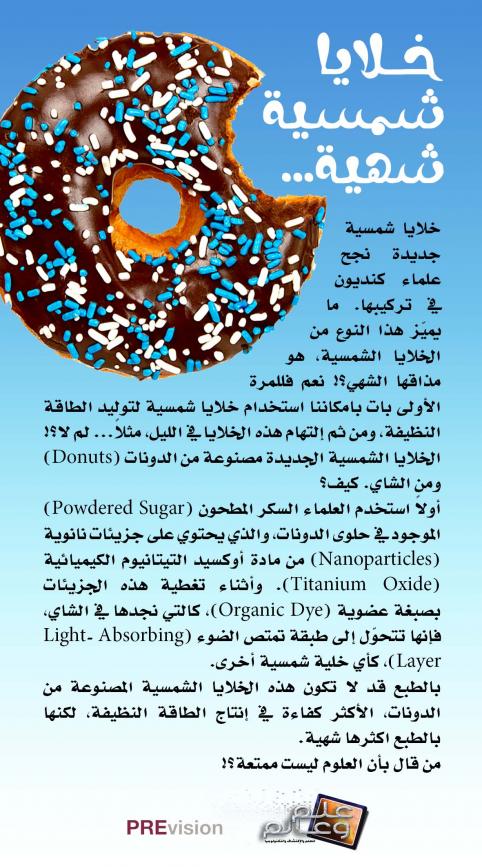 خلايا
شمسية
شهية...
خلايا شمسية
جديدة نجح
علماء كنديون
في تركيبها. ما
يميّز هذا النوع من
الخلايا الشمسية، هو
مذاقها الشهي؟! نعم فللمرة
الأولى بات بامكاننا استخدام خلايا شمسية لتوليد الطاقة
النظيفة، ومن ثم إلتهام هذه الخلايا في الليل، مثلاً... لم لا؟!
الخلايا الشمسية الجديدة مصنوعة من الدونات (Donuts)
ومن الشاي. كيف؟
أولاً استخدم العلماء السكر المطحون (Powdered Sugar)
الموجود في حلوى الدونات، والذي يحتوي على جزيئات نانوية
(Nanoparticles) من مادة أوكسيد التيتانيوم الكيميائية
(Titanium Oxide). وأثناء تغطية هذه الجزيئات
بصبغة عضوية (Organic Dye)، كالتي نجدها في الشاي،
فإنها تتحوّل إلى طبقة تمتص الضوء (Light- Absorbing
Layer)، كأي خلية شمسية أخرى.
بالطبع قد لا تكون هذه الخلايا الشمسية المصنوعة من
الدونات، الأكثر كفاءة في إنتاج الطاقة النظيفة، لكنها
بالطبع اكثرها شهية.
من قال بأن العلوم ليست ممتعة؟!
PREvision
علم
وعالم